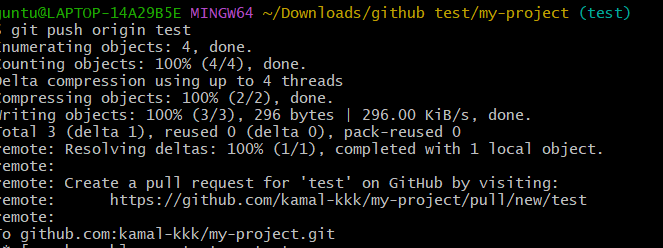 guntu@LAPTOP-14A29B5E MINGW64 ~/Downloads/github test/my-project (test)
$ git push origin test
Enumerating objects: 4, done.
Counting objects: 100% (4/4), done.
Delta compression using up to 4 threads
Compressing objects: 100% (2/2), done.
Writing objects: 100% (3/3), 296 bytes | 296.00 KiB/s, done.
Total 3 (delta 1), reused 0 (delta 0), pack-reused 0
remote: Resolving deltas: 100% (1/1), completed with 1 local object.
remote:
remote: Create a pull request for 'test' on GitHub by visiting:
remote:      https://github.com/kamal-kkk/my-project/pull/new/test
remote:
To github.com:kamal-kkk/my-project.git